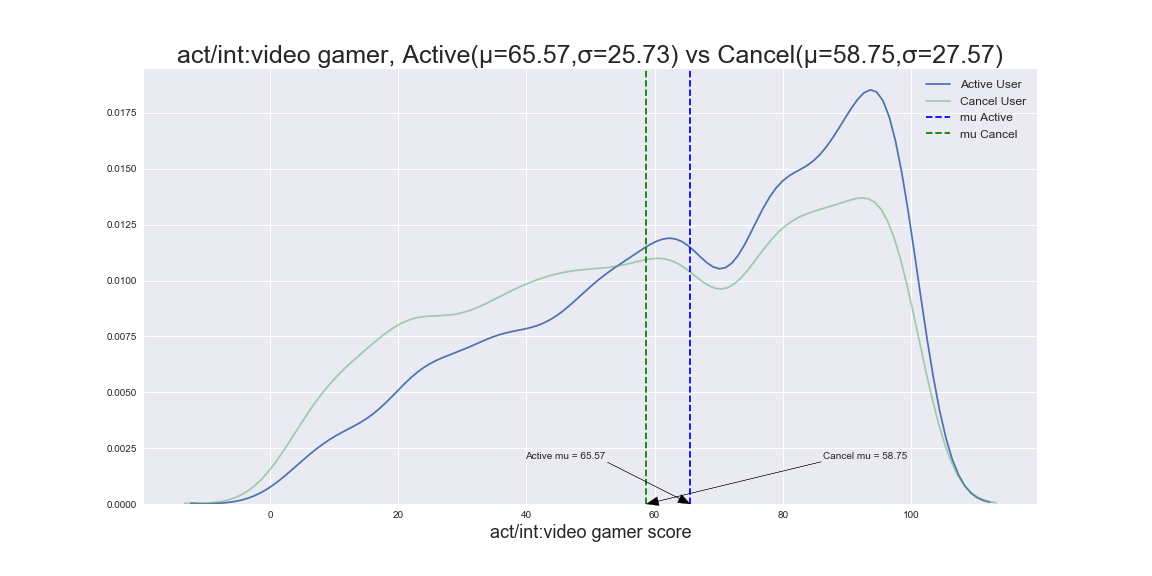 act/int:video gamer, Active(μ=65.57,σ=25.73) vs Cancel(μ=58.75,σ=27.57)
Active User
Cancel User
mu Active
mu Cancel
0.0175
0.0150
0.0125
0.0100
0.0075
0.0050
0.0025
0.0000
Active mu = 65.57
Cancel mu = 58.75
0 20 40 60 80 100
act/int:video gamer score